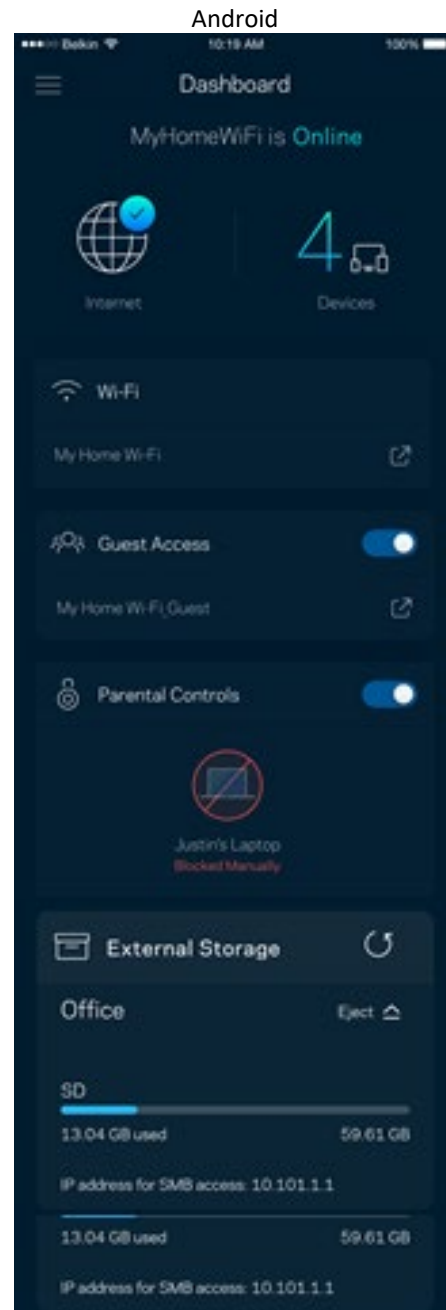 Android
Belkin 10:19 AM 100%
Dashboard
MyHomeWiFi is Online
4
Internet Devices
Wi-Fi
My Home Wi-Fi
Guest Access
My Home Wi-Fi_Guest
Parental Controls
Justin's Laptop
Blocked Manually
External Storage
Office Eject
SD
13.04 GB used 59.61 GB
IP address for SMB access: 10.101.1.1
13.04 GB used 59.61 GB
IP address for SMB access: 10.101.1.1